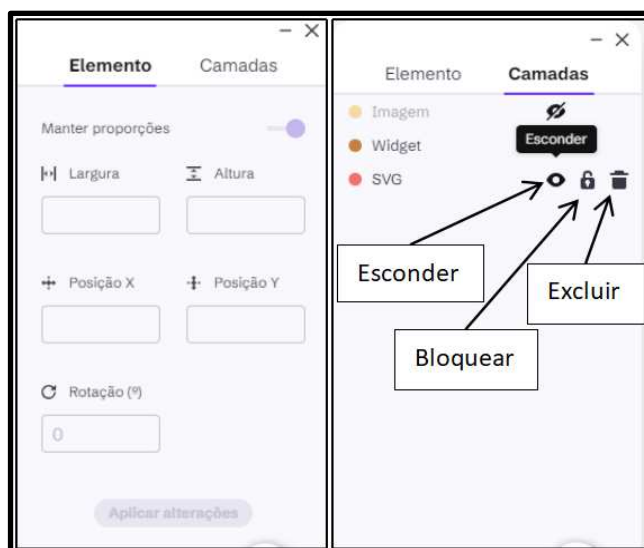 Elemento Camadas
Manter proporções
Largura Altura
Posição X Posição Y
Rotação (º)
0
Aplicar alterações
Elemento Camadas
Imagem
Esconder
Widget
SVG
Esconder
Excluir
Bloquear